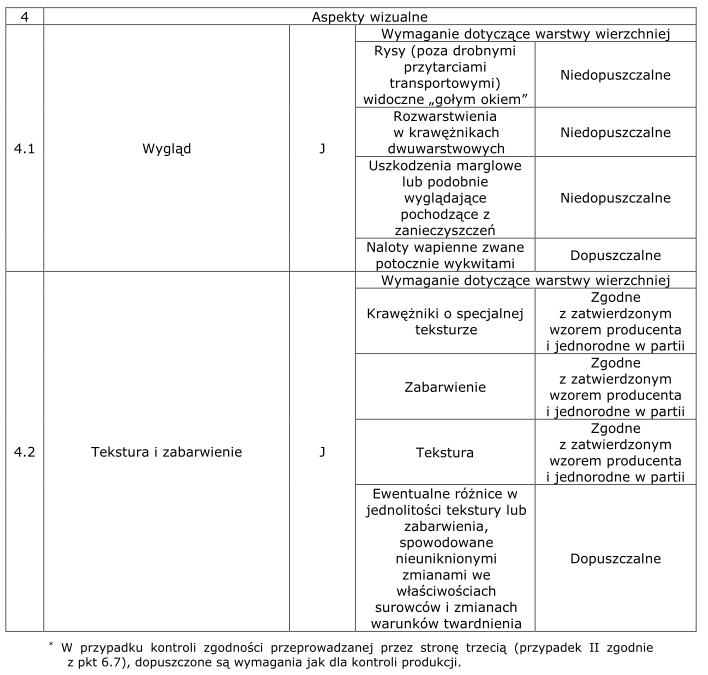 4 Aspekty wizualne
Wymaganie dotyczące warstwy wierzchniej
Rysy (poza drobnymi
przytarciami
transportowymi)
widoczne „gołym okiem”
Niedopuszczalne
Rozwarstwienia
w krawężnikach
dwuwarstwowych
Niedopuszczalne
4.1 Wygląd J
Uszkodzenia marglowe
lub podobnie
wyglądające
pochodzące z
zanieczyszczeń
Niedopuszczalne
Naloty wapienne zwane
potocznie wykwitami
Dopuszczalne
Wymaganie dotyczące warstwy wierzchniej
Krawężniki o specjalnej
teksturze
Zgodne
z zatwierdzonym
wzorem producenta
i jednorodne w partii
Zabarwienie
Zgodne
z zatwierdzonym
wzorem producenta
i jednorodne w partii
4.2 Tekstura i zabarwienie J
Tekstura
Zgodne
z zatwierdzonym
wzorem producenta
i jednorodne w partii
Ewentualne różnice w
jednolitości tekstury lub
zabarwienia,
spowodowane
nieuniknionymi
zmianami we
właściwościach
surowców i zmianach
warunków twardnienia
Dopuszczalne
* W przypadku kontroli zgodności przeprowadzanej przez stronę trzecią (przypadek II zgodnie
z pkt 6.7), dopuszczone są wymagania jak dla kontroli produkcji.